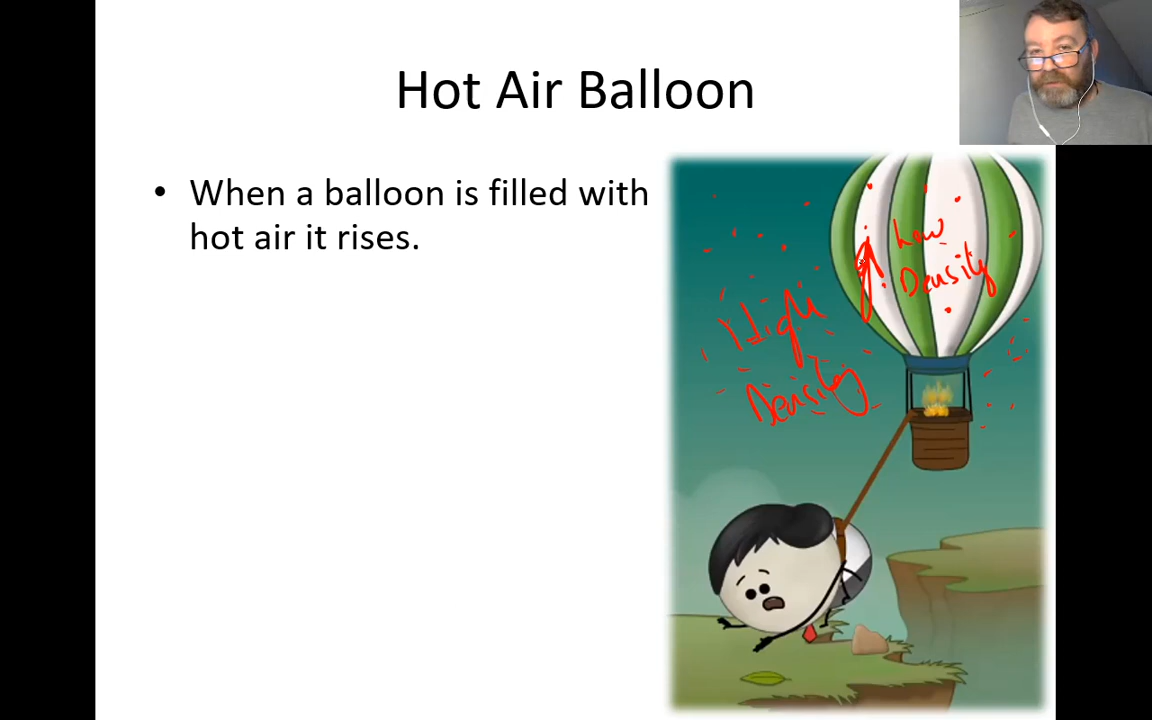 Hot Air Balloon
• When a balloon is filled with
hot air it rises.
Low
Density
High
Density